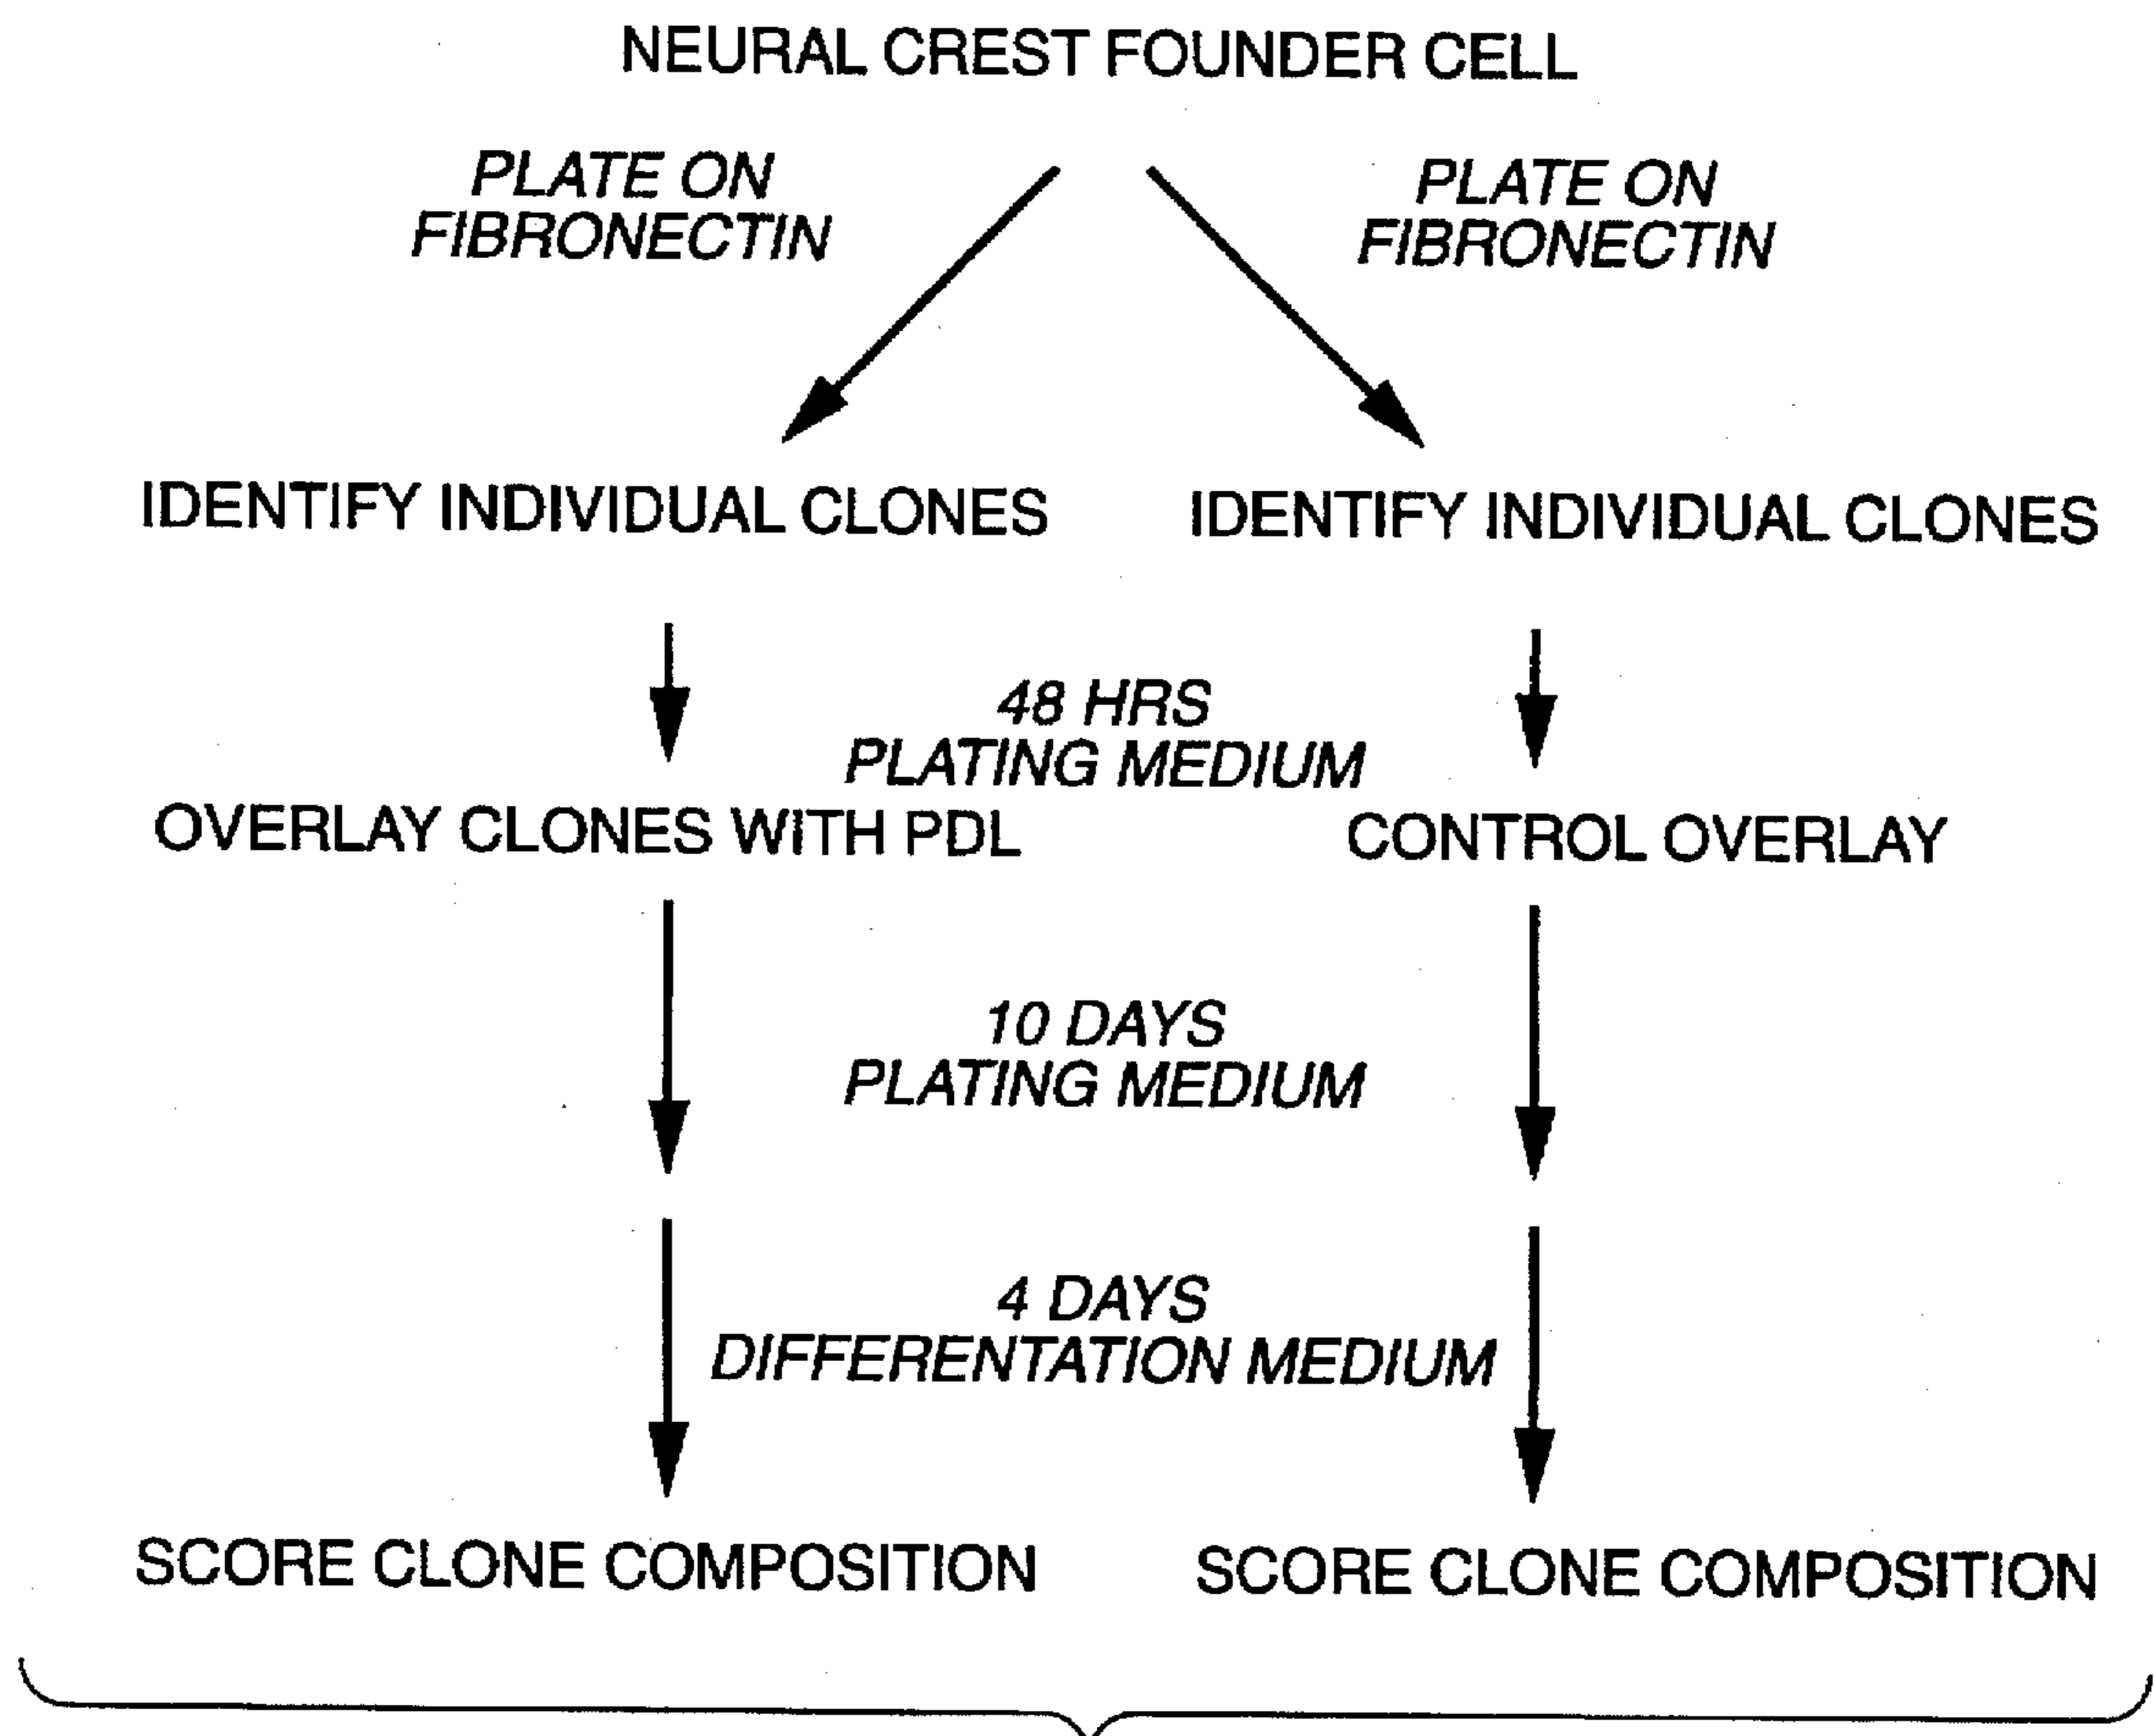 NEURAL CREST FOUNDER CELL
PLATE ON
FIBRONECTIN
PLATE ON
FIBRONECTIN
IDENTIFY INDIVIDUAL CLONES
IDENTIFY INDIVIDUAL CLONES
48 HRS
PLATING MEDIUM
OVERLAY CLONES WITH PDL
CONTROL OVERLAY
10 DAYS
PLATING MEDIUM
4 DAYS
DIFFERENTATION MEDIUM
SCORE CLONE COMPOSITION
SCORE CLONE COMPOSITION